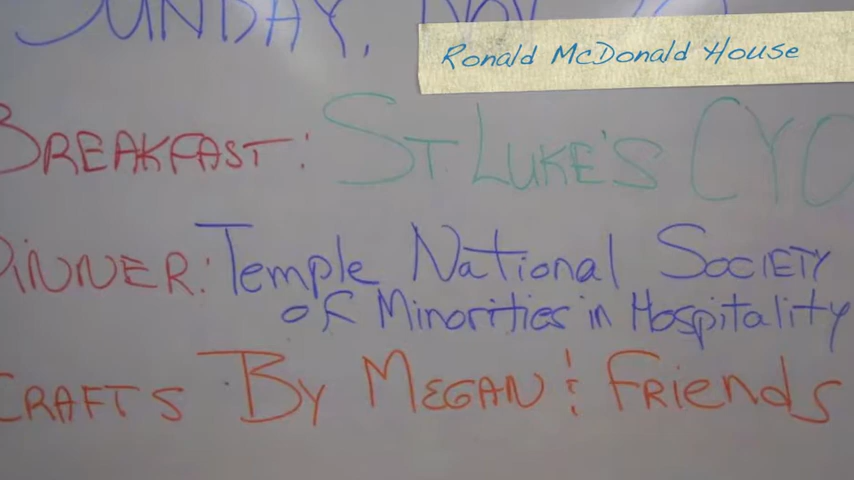 SUNDAY, NOV
Ronald McDonald House
BREAKFAST: ST LUKE'S CYO
DINNER: Temple National SOCIETY
of Minorities in Hospitality
CRAFTS BY MEGAN & FRiends